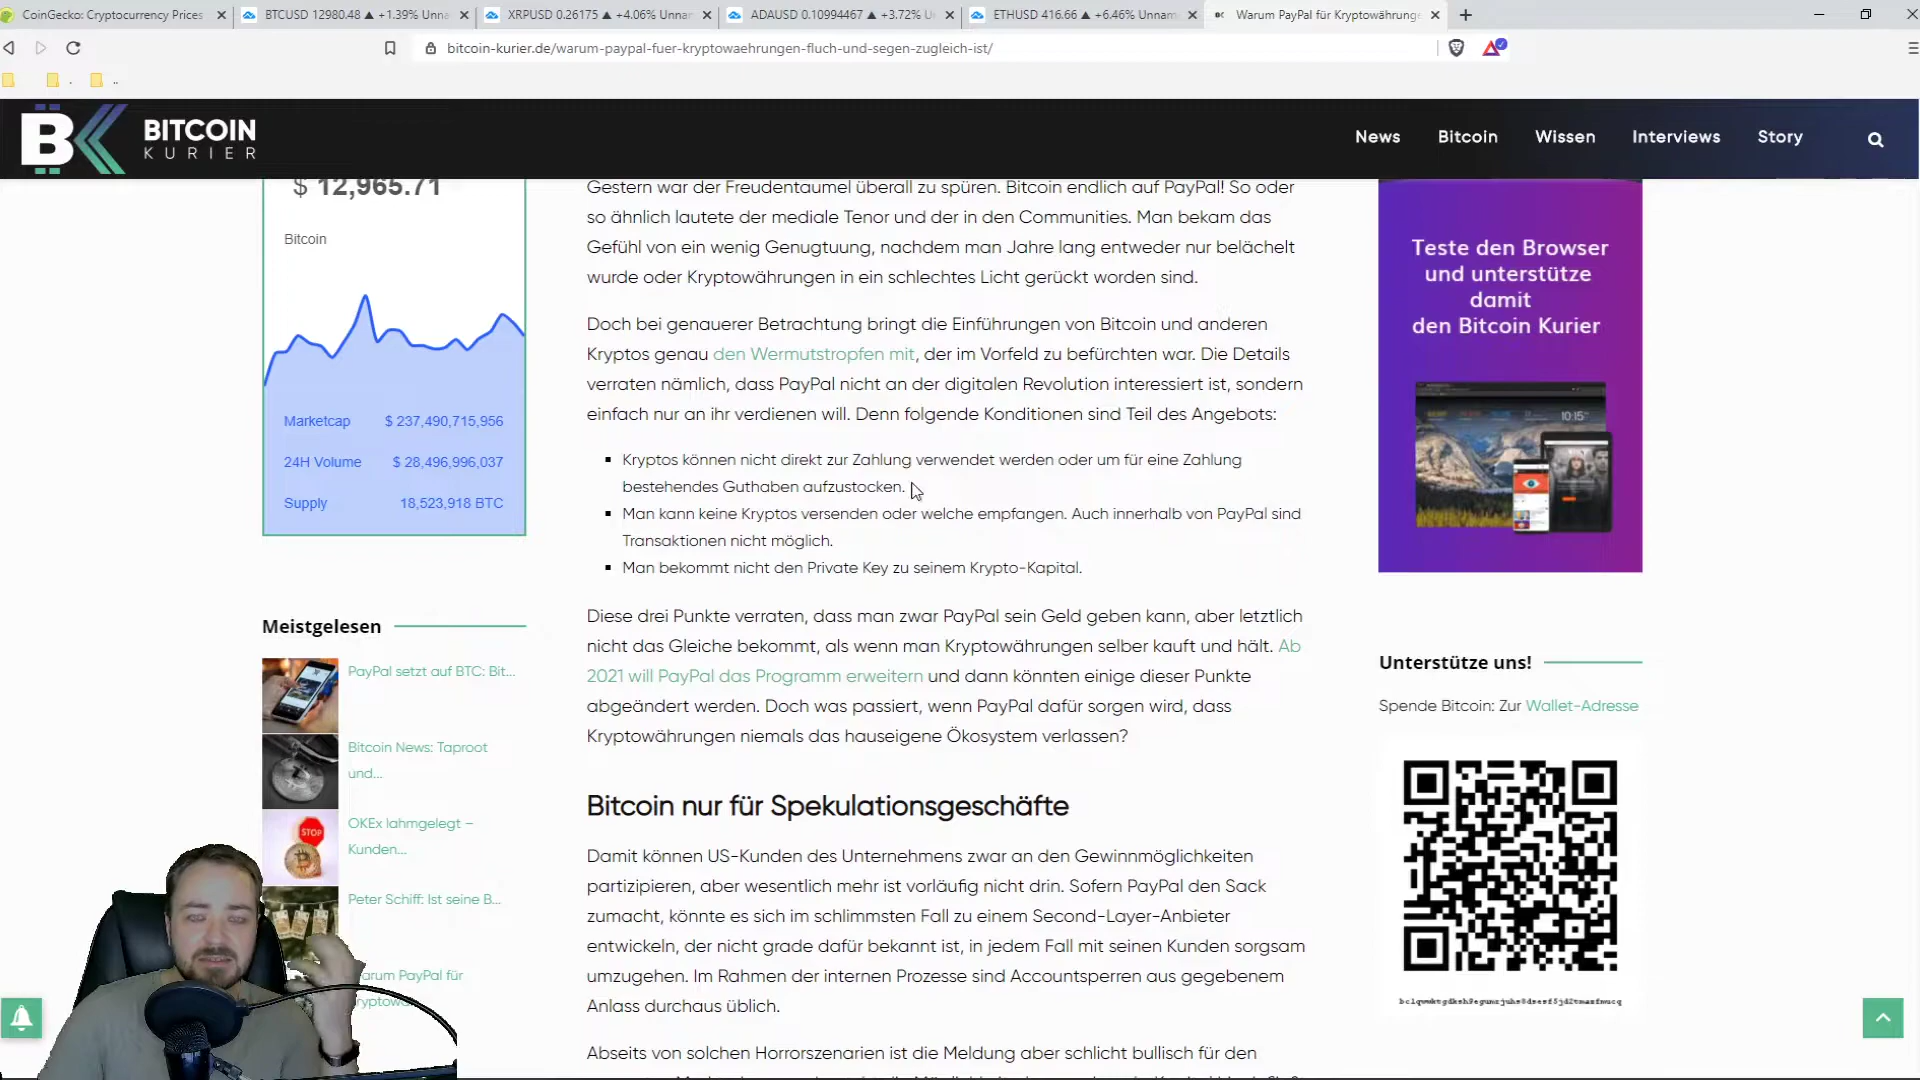 CoinGecko: Cryptocurrency Prices
BTCUSD 12980.48 ▲ +1.39% Unna
XRPUSD 0.26175 ▲ +4.06% Unnar
ADAUSD 0.10994467 ▲ +3.72% U
ETHUSD 416.66 ▲ +6.46% Unnam
Warum PayPal für Kryptowährunge
bitcoin-kurier.de/warum-paypal-fuer-kryptowaehrungen-fluch-und-segen-zugleich-ist/
BITCOIN
KURIER
News
Bitcoin
Wissen
Interviews
Story
$ 12,965.71
Bitcoin
Marketcap $ 237,490,715,956
24H Volume $ 28,496,996,037
Supply 18,523,918 BTC
Meistgelesen
PayPal setzt auf BTC: Bit...
Bitcoin News: Taproot
und...
OKEx lahmgelegt –
Kunden...
Peter Schiff: Ist seine B...
arum PayPal für
Gestern war der Freudentaumel überall zu spüren. Bitcoin endlich auf PayPal! So oder
so ähnlich lautete der mediale Tenor und der in den Communities. Man bekam das
Gefühl von ein wenig Genugtuung, nachdem man Jahre lang entweder nur belächelt
wurde oder Kryptowährungen in ein schlechtes Licht gerückt worden sind.
Doch bei genauerer Betrachtung bringt die Einführungen von Bitcoin und anderen
Kryptos genau den Wermutstropfen mit, der im Vorfeld zu befürchten war. Die Details
verraten nämlich, dass PayPal nicht an der digitalen Revolution interessiert ist, sondern
einfach nur an ihr verdienen will. Denn folgende Konditionen sind Teil des Angebots:
Kryptos können nicht direkt zur Zahlung verwendet werden oder um für eine Zahlung
bestehendes Guthaben aufzustocken.
Man kann keine Kryptos versenden oder welche empfangen. Auch innerhalb von PayPal sind
Transaktionen nicht möglich.
Man bekommt nicht den Private Key zu seinem Krypto-Kapital.
Diese drei Punkte verraten, dass man zwar PayPal sein Geld geben kann, aber letztlich
nicht das Gleiche bekommt, als wenn man Kryptowährungen selber kauft und hält. Ab
2021 will PayPal das Programm erweitern und dann könnten einige dieser Punkte
abgeändert werden. Doch was passiert, wenn PayPal dafür sorgen wird, dass
Kryptowährungen niemals das hauseigene Ökosystem verlassen?
Bitcoin nur für Spekulationsgeschäfte
Damit können US-Kunden des Unternehmens zwar an den Gewinnmöglichkeiten
partizipieren, aber wesentlich mehr ist vorläufig nicht drin. Sofern PayPal den Sack
zumacht, könnte es sich im schlimmsten Fall zu einem Second-Layer-Anbieter
entwickeln, der nicht grade dafür bekannt ist, in jedem Fall mit seinen Kunden sorgsam
umzugehen. Im Rahmen der internen Prozesse sind Accountsperren aus gegebenem
Anlass durchaus üblich.
Abseits von solchen Horrorszenarien ist die Meldung aber schlicht bullisch für den
Teste den Browser
und unterstütze
damit
den Bitcoin Kurier
10:15
Unterstütze uns!
Spende Bitcoin: Zur Wallet-Adresse